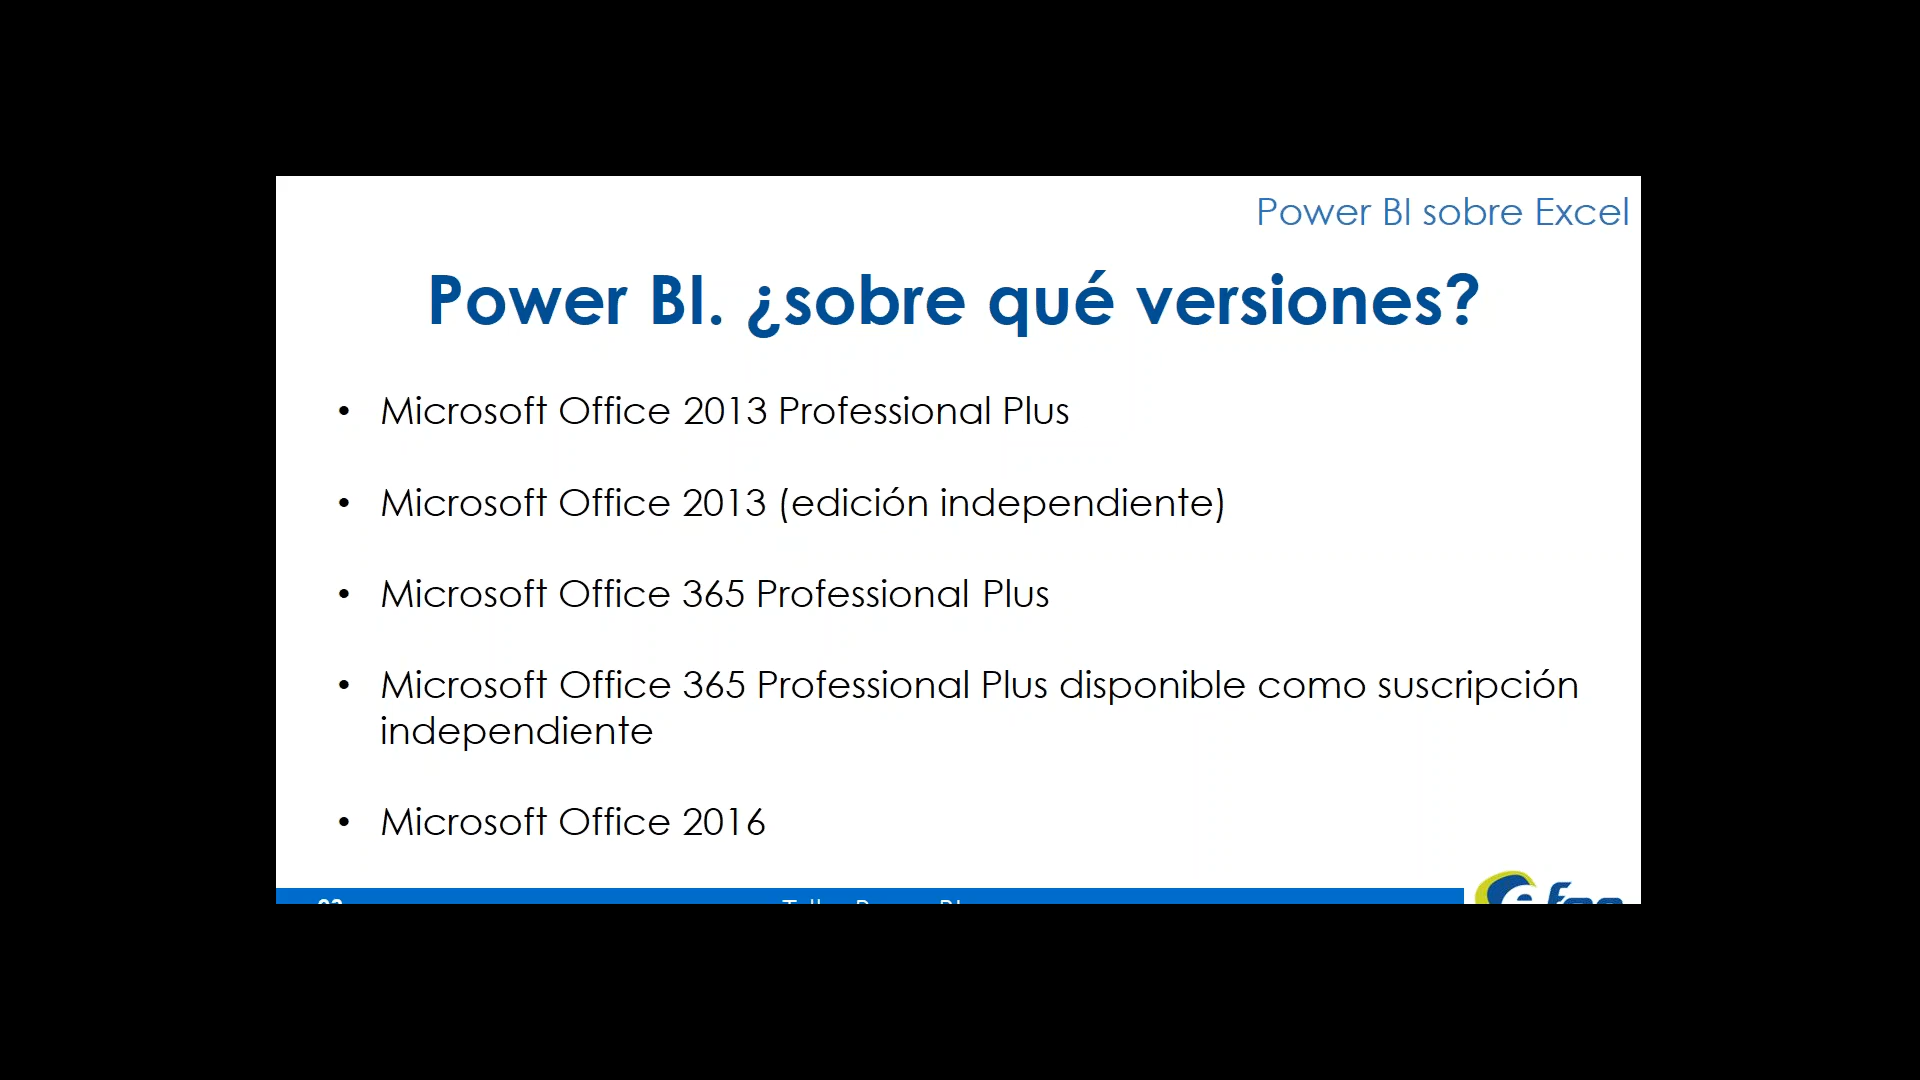 Power BI sobre Excel
Power BI. ¿sobre qué versiones?
• Microsoft Office 2013 Professional Plus
• Microsoft Office 2013 (edición independiente)
• Microsoft Office 365 Professional Plus
• Microsoft Office 365 Professional Plus disponible como suscripción
independiente
• Microsoft Office 2016